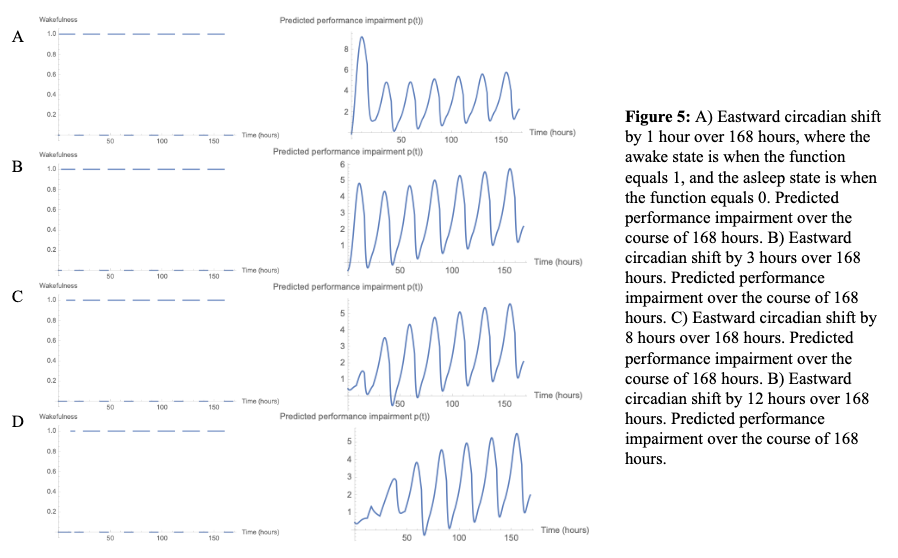 A
Wakefulness
1.0
0.8
0.6
0.4
0.2
50
100
150
Time (hours)
Predicted performance impairment p(t))
8
6
4
2
50
100
150
Time (hours)
B
Wakefulness
1.0
0.8
0.6
0.4
0.2
50
100
150
Time (hours)
Predicted performance impairment p(t))
6
5
4
3
2
1
50
100
150
Time (hours)
C
Wakefulness
1.0
0.8
0.6
0.4
0.2
50
100
150
Time (hours)
Predicted performance impairment p(t))
5
4
3
2
1
50
100
150
Time (hours)
D
Wakefulness
1.0
0.8
0.6
0.4
0.2
50
100
150
Time (hours)
Predicted performance impairment p(t))
5
4
3
2
1
50
100
150
Time (hours)
Figure 5: A) Eastward circadian shift
by 1 hour over 168 hours, where the
awake state is when the function
equals 1, and the asleep state is when
the function equals 0. Predicted
performance impairment over the
course of 168 hours. B) Eastward
circadian shift by 3 hours over 168
hours. Predicted performance
impairment over the course of 168
hours. C) Eastward circadian shift by
8 hours over 168 hours. Predicted
performance impairment over the
course of 168 hours. B) Eastward
circadian shift by 12 hours over 168
hours. Predicted performance
impairment over the course of 168
hours.